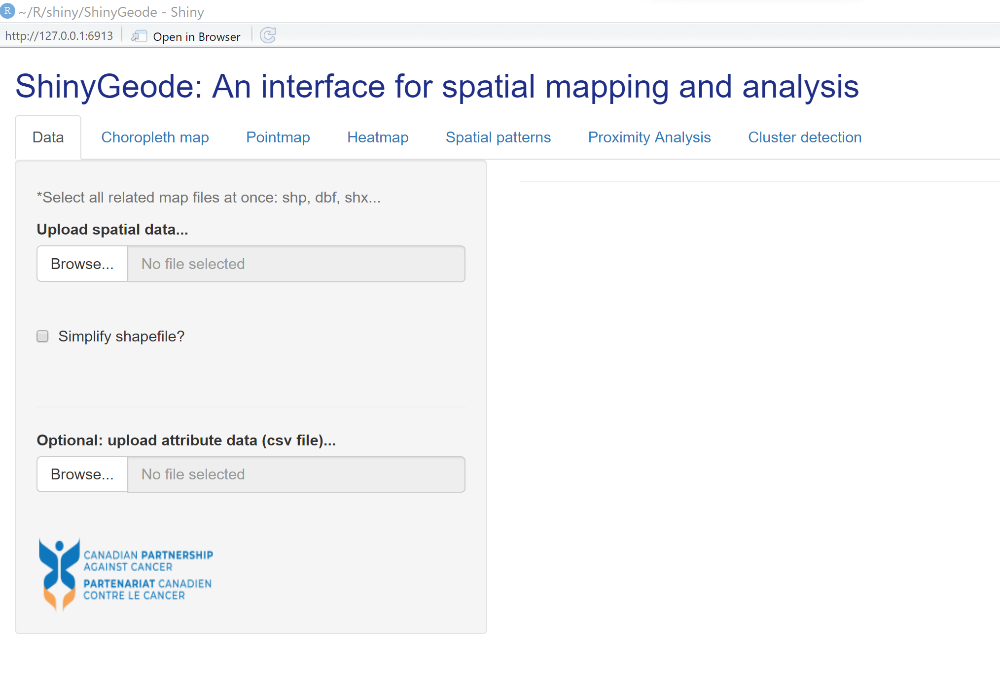 R ~/R/shiny/ShinyGeode - Shiny
http://127.0.0.1:6913 Open in Browser
ShinyGeode: An interface for spatial mapping and analysis
Data Choropleth map Pointmap Heatmap Spatial patterns Proximity Analysis Cluster detection
*Select all related map files at once: shp, dbf, shx...
Upload spatial data...
Browse... No file selected
Simplify shapefile?
Optional: upload attribute data (csv file)...
Browse... No file selected
CANADIAN PARTNERSHIP
AGAINST CANCER
PARTENARIAT CANADIEN
CONTRE LE CANCER